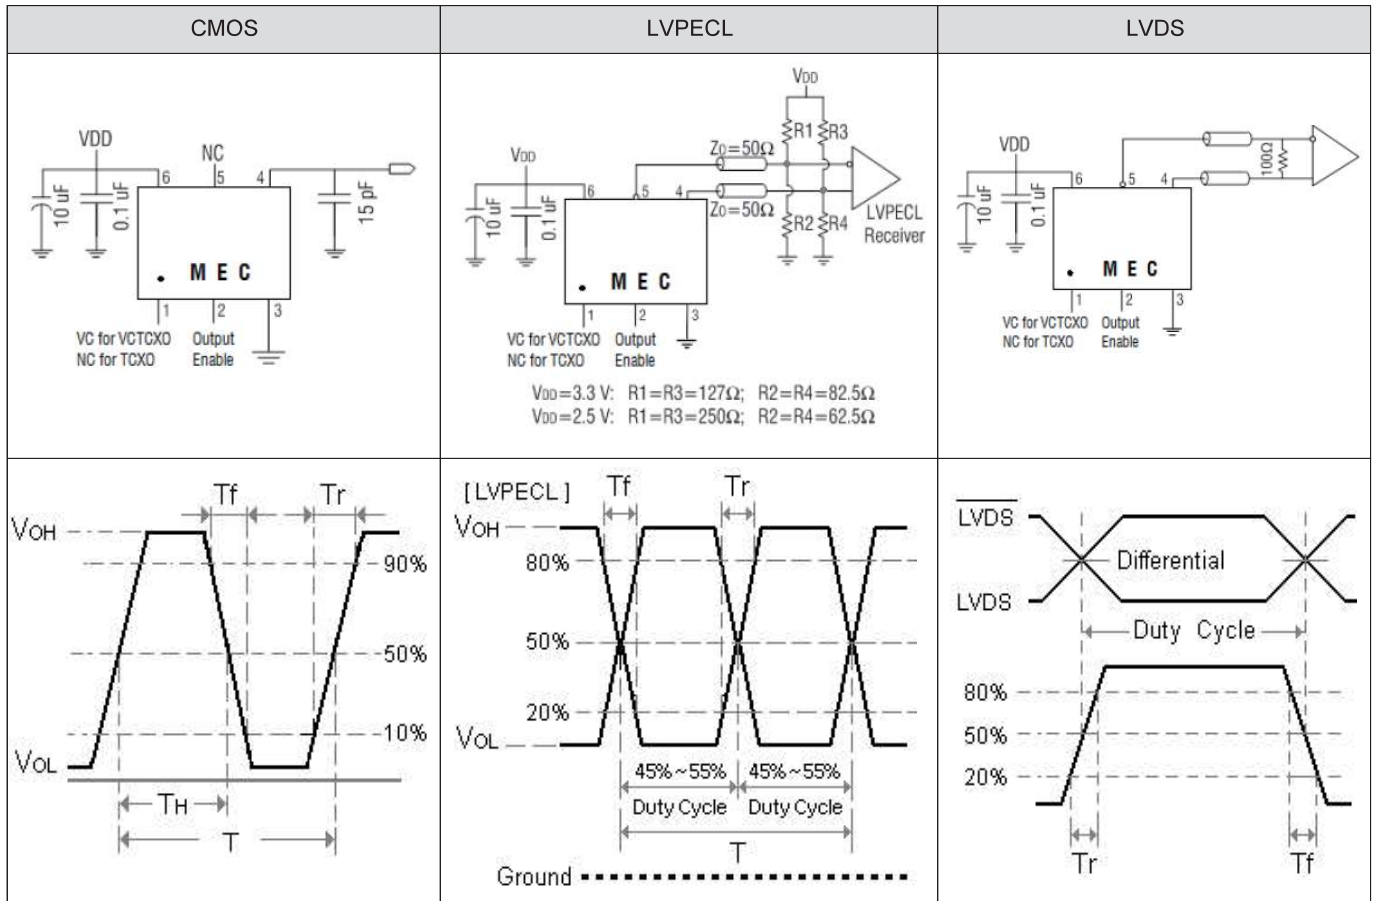 CMOS
LVPECL
LVDS
VDD
NC
6
5
4
10 uF
0.1 uF
15 pF
MEC
1
2
3
VC for VCTCXO
NC for TCXO
Output
Enable
VDD
R1
R3
Zo=50Ω
VDD
6
5
4
Zo=50Ω
10 uF
0.1 uF
R2
R4
LVPECL
Receiver
MEC
1
2
3
VC for VCTCXO
NC for TCXO
Output
Enable
VDD=3.3 V: R1=R3=127Ω; R2=R4=82.5Ω
VDD=2.5 V: R1=R3=250Ω; R2=R4=62.5Ω
VDD
6
5
4
100Ω
10 uF
0.1 uF
MEC
1
2
3
VC for VCTCXO
NC for TCXO
Output
Enable
Tf
Tr
VOH
90%
50%
10%
VOL
TH
T
[LVPECL]
Tf
Tr
VOH
80%
50%
20%
VOL
45%~55%
45%~55%
Duty Cycle
Duty Cycle
T
Ground
LVDS
Differential
LVDS
Duty Cycle
80%
50%
20%
Tr
Tf